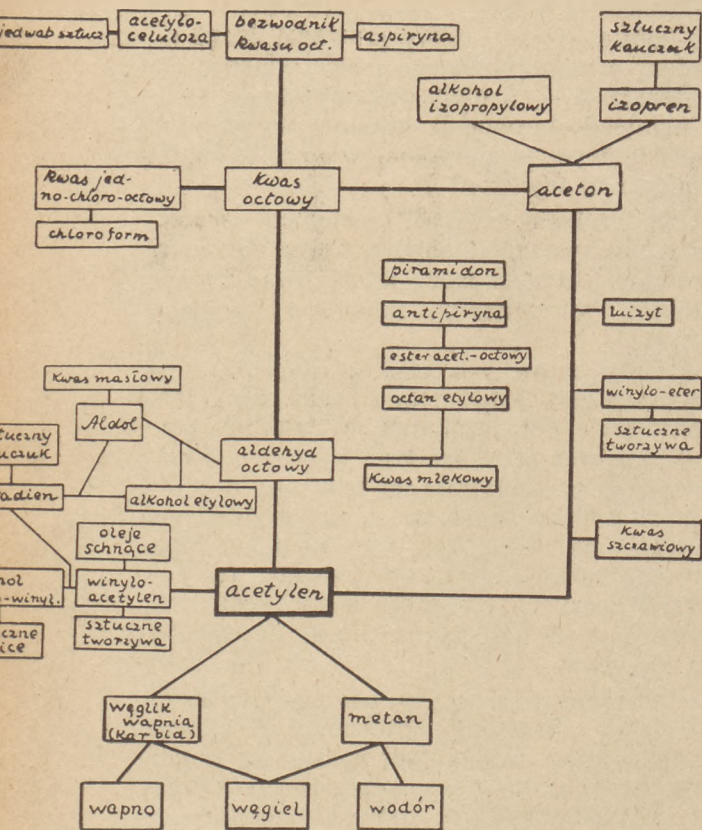 jedwab sztucz.
acetylo-
celuloza
bezwodnik
kwasu oct.
aspiryna
sztuczny
kauczuk
alkohol
izopropylowy
izopren
kwas jed-
no-chloro-octowy
kwas
octowy
aceton
chloroform
piramidon
antipiryna
luizyt
ester acet.-octowy
kwas masłowy
octan etylowy
winylo-eter
Aldol
sztuczne
tworzywa
aldehyd
octowy
kwas mlekowy
alkohol etylowy
kwas
szczawiowy
oleje
schnące
winylo-
acetylen
acetylen
sztuczne
tworzywa
węglik
wapnia
(karbid)
metan
wapno
węgiel
wodór